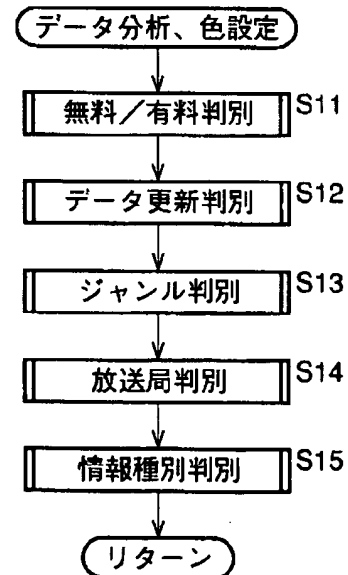 データ分析、色設定
無料／有料判別 S11
データ更新判別 S12
ジャンル判別 S13
放送局判別 S14
情報種別判別 S15
リターン